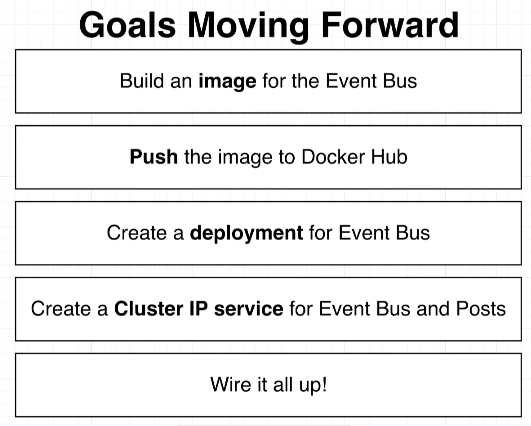 Goals Moving Forward
Build an image for the Event Bus
Push the image to Docker Hub
Create a deployment for Event Bus
Create a Cluster IP service for Event Bus and Posts
Wire it all up!